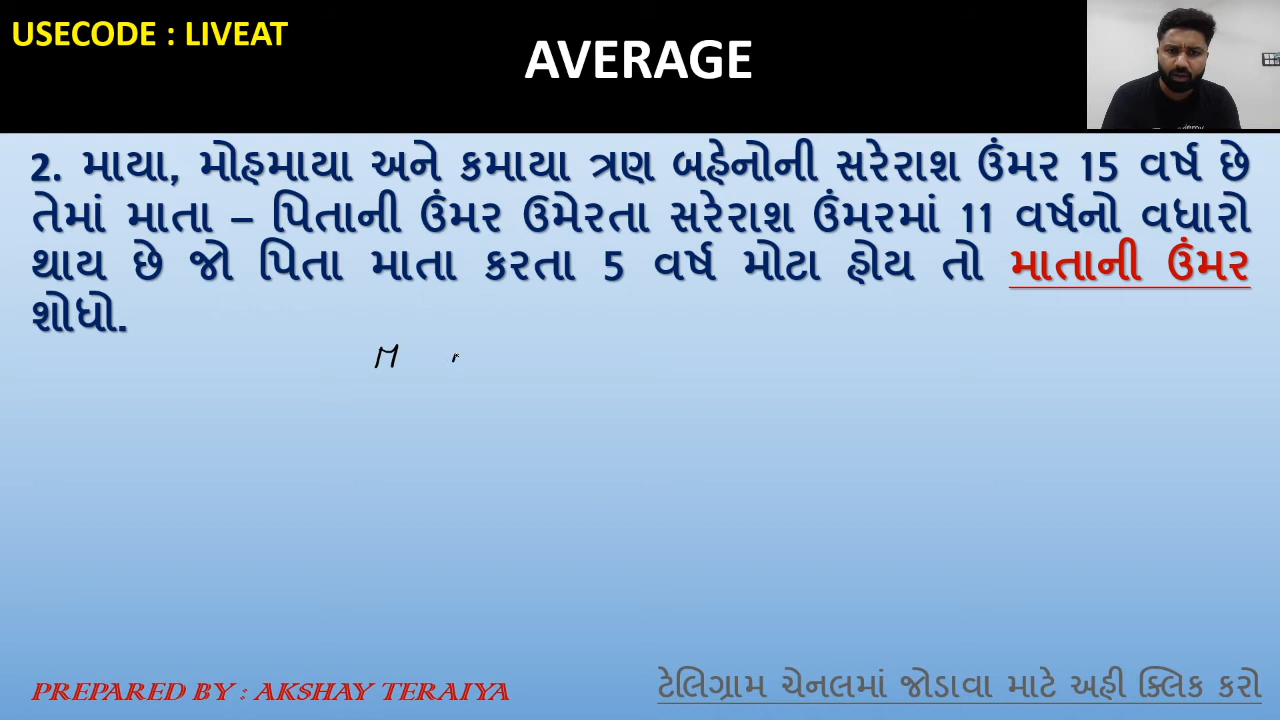 USECODE : LIVEAT
AVERAGE
2. માયા, મોહમાયા અને કમાયા ત્રણ બહેનોની સરેરાશ ઉંમર 15 વર્ષ છે
તેમાં માતા – પિતાની ઉંમર ઉમેરતા સરેરાશ ઉંમરમાં 11 વર્ષનો વધારો
થાય છે જો પિતા માતા કરતા 5 વર્ષ મોટા હોય તો માતાની ઉંમર
શોધો.
M
PREPARED BY : AKSHAY TERAIYA
ટેલિગ્રામ ચેનલમાં જોડાવા માટે અહી ક્લિક કરો